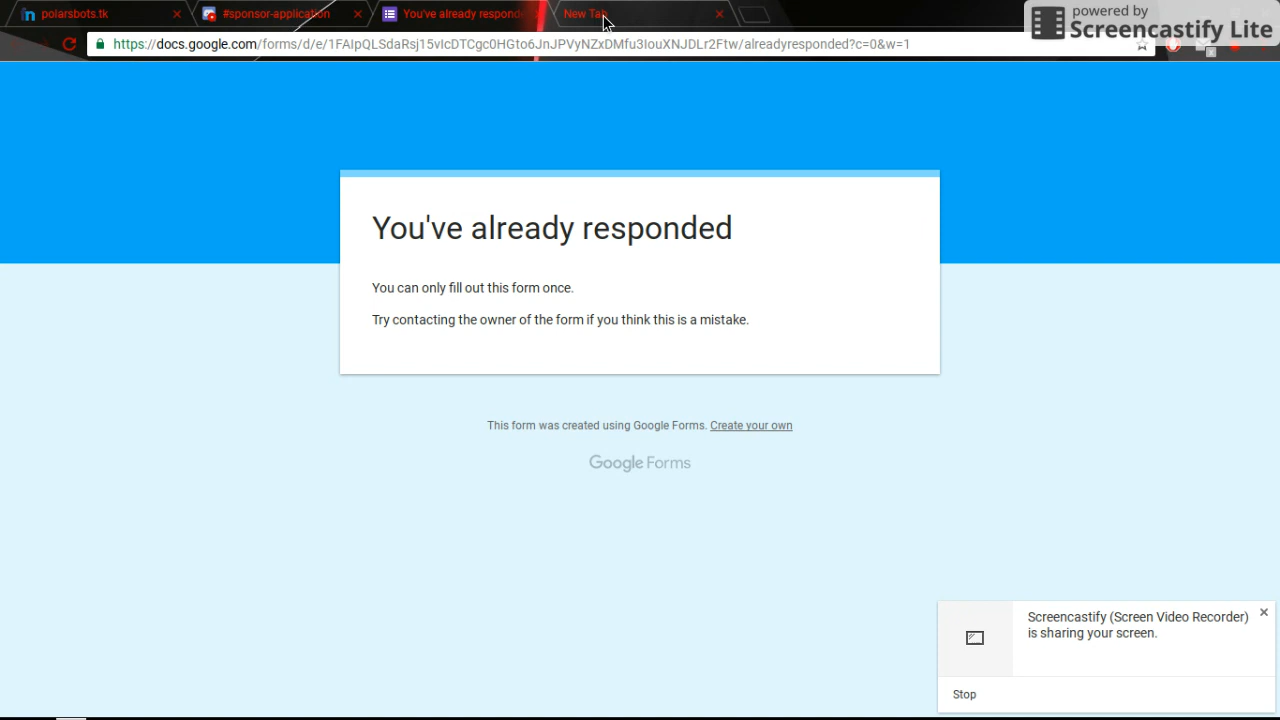 polarsbots.tk
#sponsor-application
You've already respond
New Tab
powered by
Screencastify Lite
https://docs.google.com/forms/d/e/1FAIpQLSdaRsj15vIcDTCgc0HGto6JnJPVyNZxDMfu3IouXNJDLr2Ftw/alreadyresponded?c=0&w=1
You've already responded
You can only fill out this form once.
Try contacting the owner of the form if you think this is a mistake.
This form was created using Google Forms. Create your own
Google Forms
Screencastify (Screen Video Recorder)
is sharing your screen.
Stop